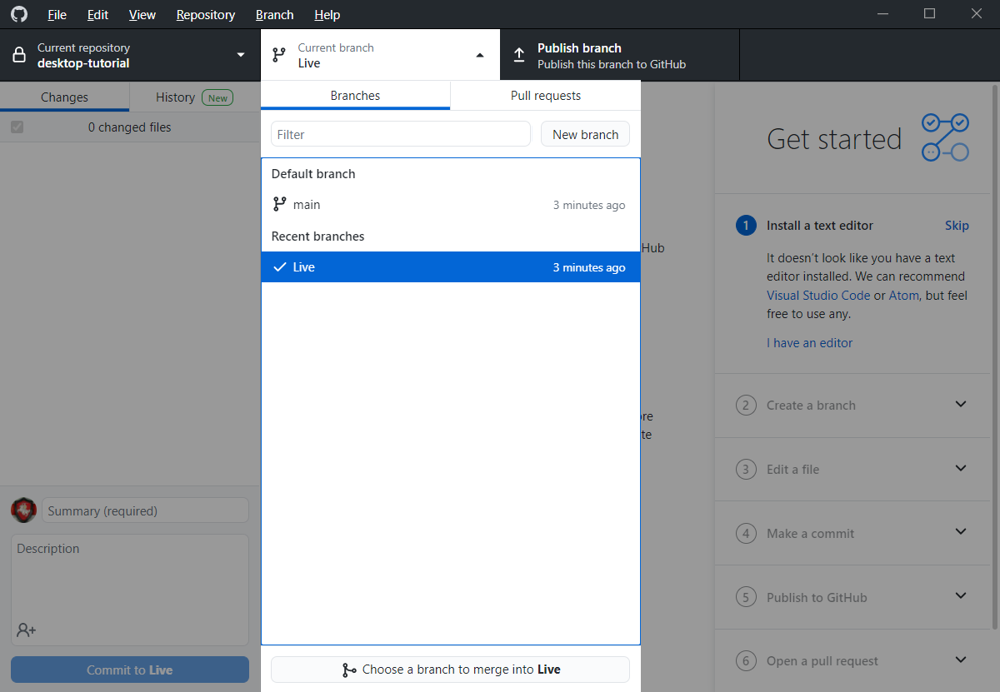 File Edit View Repository Branch Help
Current repository
desktop-tutorial
Current branch
Live
Publish branch
Publish this branch to GitHub
Changes
History New
0 changed files
Branches
Pull requests
Filter
New branch
Default branch
main 3 minutes ago
Recent branches
Live 3 minutes ago
Choose a branch to merge into Live
Hub
re
te
Summary (required)
Description
Commit to Live
Get started
1 Install a text editor Skip
It doesn't look like you have a text
editor installed. We can recommend
Visual Studio Code or Atom, but feel
free to use any.
I have an editor
2 Create a branch
3 Edit a file
4 Make a commit
5 Publish to GitHub
6 Open a pull request